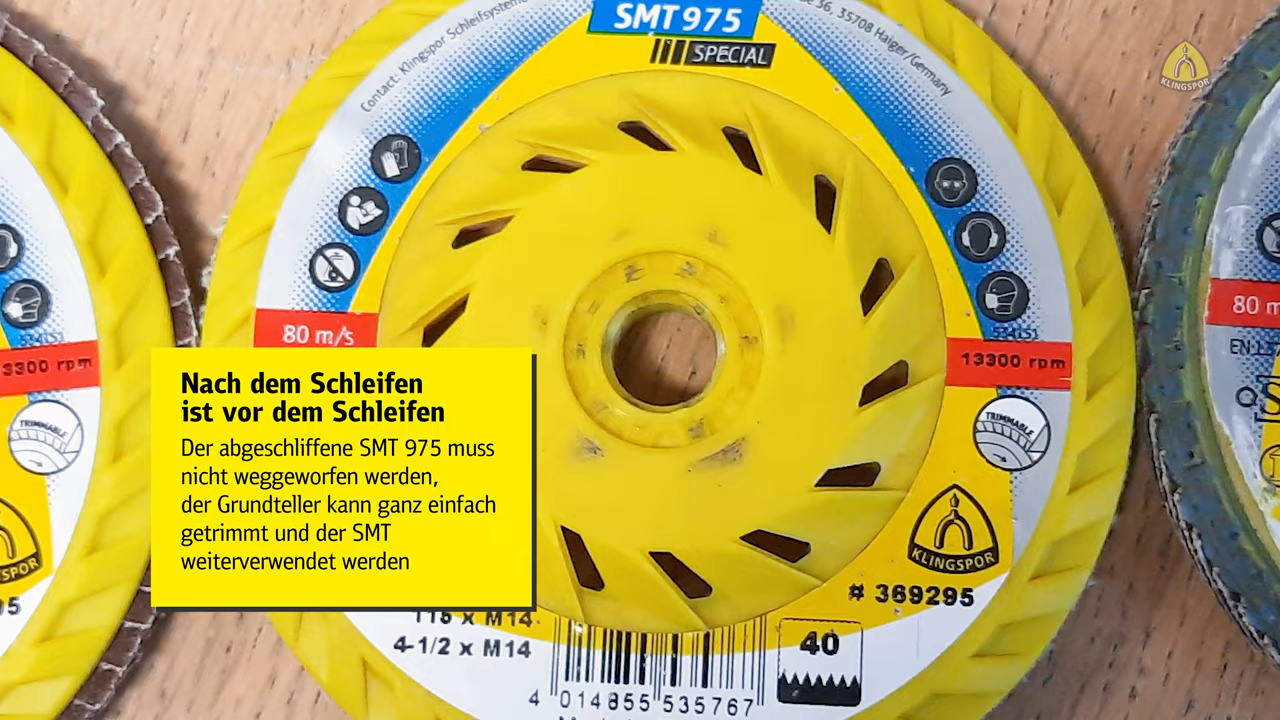 SMT 975
SPECIAL
Contact: Klingspor Schleifsysteme
36, 35708 Haiger/Germany
KLINGSPOR
80 m/s
13300 rpm
3300 rpm
80 m
TRIMMABLE
TRIMMABLE
Nach dem Schleifen
ist vor dem Schleifen
Der abgeschliffene SMT 975 muss
nicht weggeworfen werden,
der Grundteller kann ganz einfach
getrimmt und der SMT
weiterverwendet werden
KLINGSPOR
# 369295
115 x M14
4-1/2 x M14
40
4 014855 535767